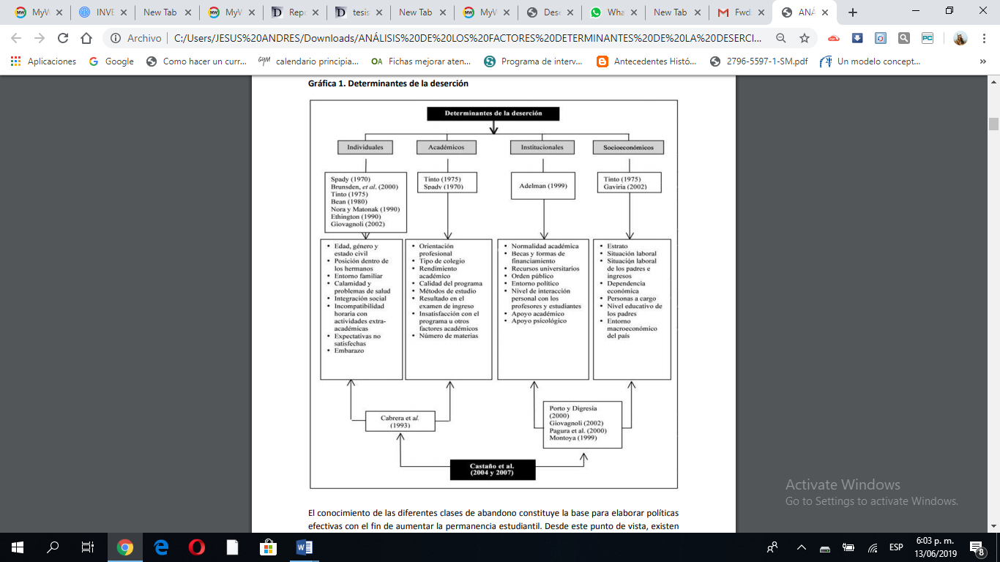 MyV
INVE
New Tab
MyV
Repo
tesis
New Tab
MyV
Dese
Wha
New Tab
Fwd:
ANÁ
Archivo
C:/Users/JESUS%20ANDRES/Downloads/ANÁLISIS%20DE%20LOS%20FACTORES%20DETERMINANTES%20DE%20LA%20DESERCI...
Aplicaciones
Google
Como hacer un curr...
calendario principia...
OA Fichas mejorar aten...
Programa de interv...
Antecedentes Histó...
2796-5597-1-SM.pdf
Un modelo concept...
»
Gráfica 1. Determinantes de la deserción
Determinantes de la deserción
Individuales
Académicos
Institucionales
Socioeconómicos
Spady (1970)
Brunsden, et al. (2000)
Tinto (1975)
Bean (1980)
Nora y Matonak (1990)
Ethington (1990)
Giovagnoli (2002)
Tinto (1975)
Spady (1970)
Adelman (1999)
Tinto (1975)
Gaviria (2002)
• Edad, género y
estado civil
• Posición dentro de
los hermanos
• Entorno familiar
• Calamidad y
problemas de salud
• Integración social
• Incompatibilidad
horaria con
actividades extra-
académicas
• Expectativas no
satisfechas
• Embarazo
• Orientación
profesional
• Tipo de colegio
• Rendimiento
académico
• Calidad del programa
• Métodos de estudio
• Resultado en el
examen de ingreso
• Insatisfacción con el
programa u otros
factores académicos
• Número de materias
• Normalidad académica
• Becas y formas de
financiamiento
• Recursos universitarios
• Orden público
• Entorno político
• Nivel de interacción
personal con los
profesores y estudiantes
• Apoyo académico
• Apoyo psicológico
• Estrato
• Situación laboral
• Situación laboral
de los padres e
ingresos
• Dependencia
económica
• Personas a cargo
• Nivel educativo de
los padres
• Entorno
macroeconómico
del país
Cabrera et al.
(1993)
Porto y Digresia
(2000)
Giovagnoli (2002)
Pagura et al. (2000)
Montoya (1999)
Castaño et al.
(2004 y 2007)
El conocimiento de las diferentes clases de abandono constituye la base para elaborar políticas
efectivas con el fin de aumentar la permanencia estudiantil. Desde este punto de vista, existen
Activate Windows
Go to Settings to activate Windows.
ESP
6:03 p. m.
13/06/2019
8